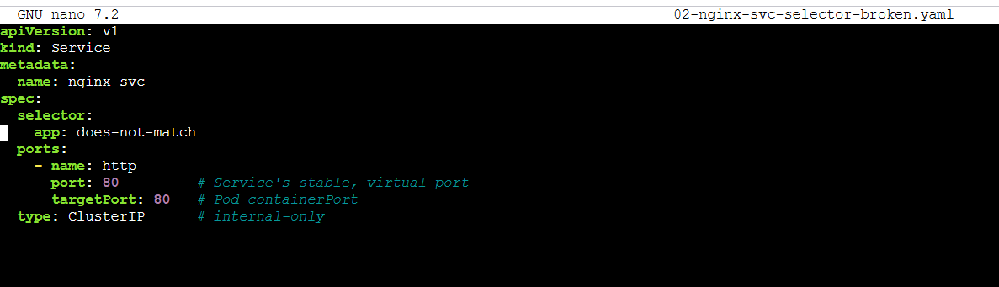 GNU nano 7.2 02-nginx-svc-selector-broken.yaml
apiVersion: v1
kind: Service
metadata:
  name: nginx-svc
spec:
  selector:
    app: does-not-match
  ports:
    - name: http
      port: 80         # Service's stable, virtual port
      targetPort: 80   # Pod containerPort
  type: ClusterIP      # internal-only